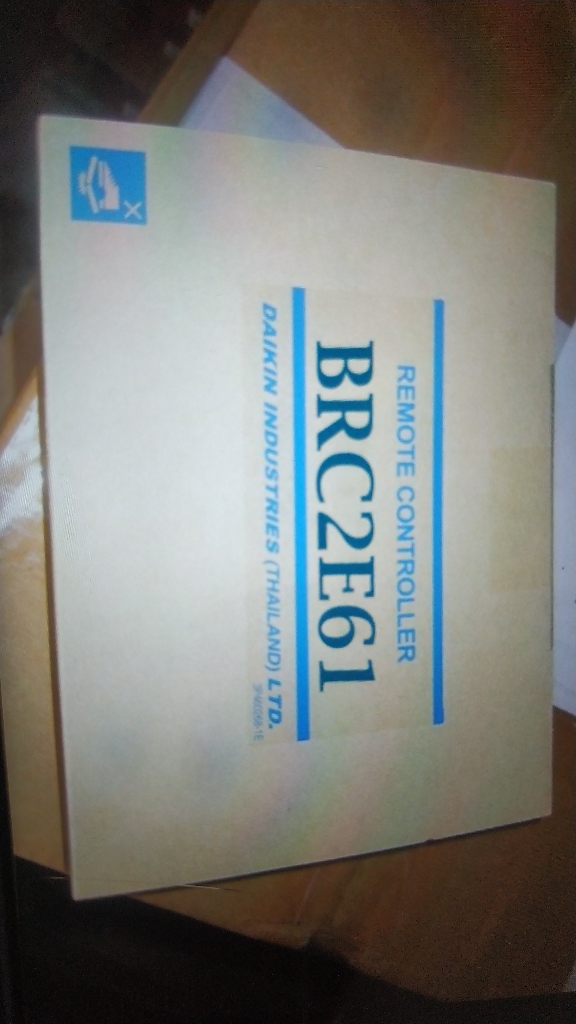 REMOTE CONTROLLER
BRC2E61
DAIKIN INDUSTRIES (THAILAND) LTD.